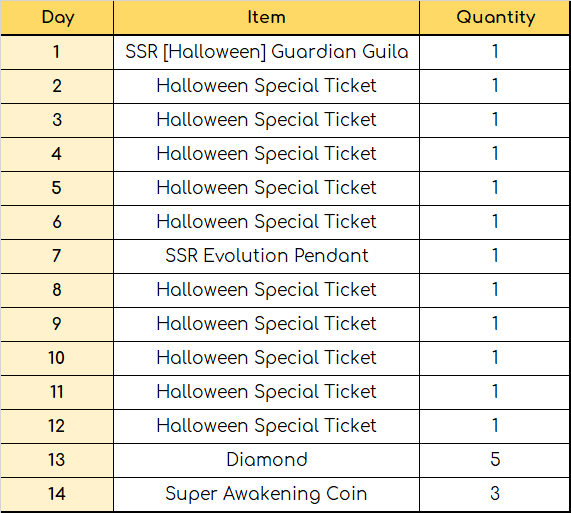 Day Item Quantity
1 SSR [Halloween] Guardian Guila 1
2 Halloween Special Ticket 1
3 Halloween Special Ticket 1
4 Halloween Special Ticket 1
5 Halloween Special Ticket 1
6 Halloween Special Ticket 1
7 SSR Evolution Pendant 1
8 Halloween Special Ticket 1
9 Halloween Special Ticket 1
10 Halloween Special Ticket 1
11 Halloween Special Ticket 1
12 Halloween Special Ticket 1
13 Diamond 5
14 Super Awakening Coin 3